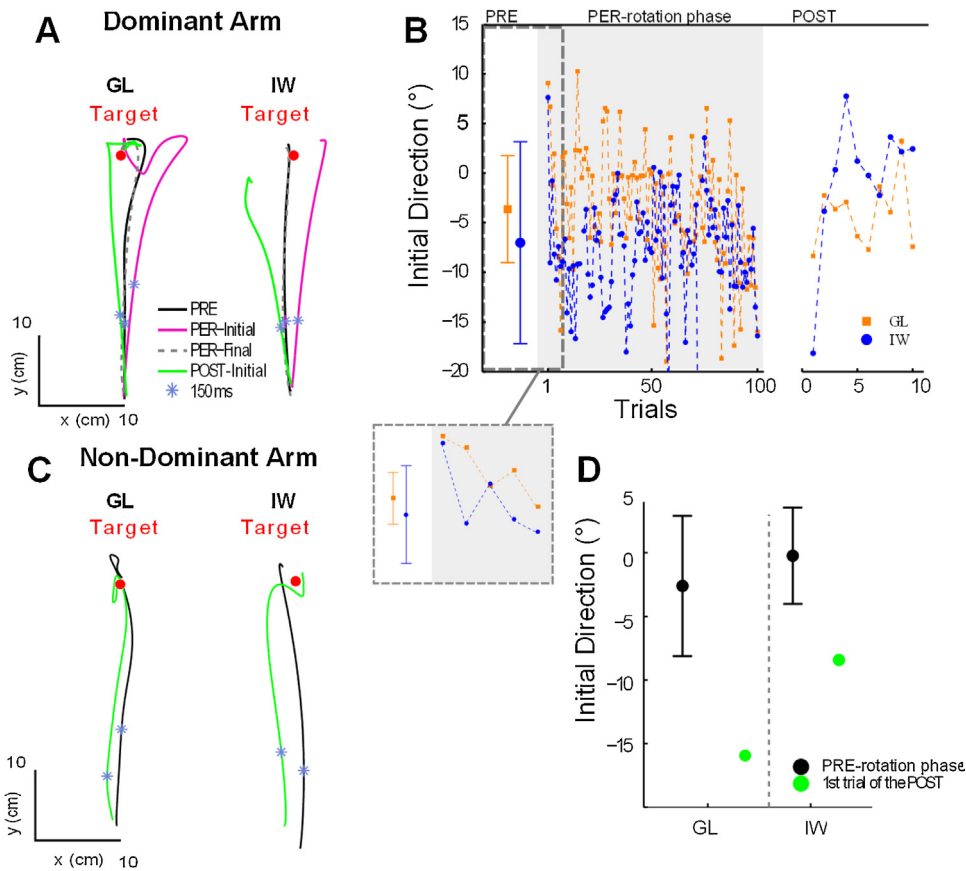 Dominant Arm
A
GL
IW
Target
Target
PRE
PER–Initial
PER–Final
POST-Initial
150 ms
10
y (cm)
x (cm)
10
B
PRE
PER-rotation phase
POST
Initial Direction (°)
15
10
5
0
−5
−10
−15
−20
1
50
100
0
5
10
Trials
GL
IW
Non-Dominant Arm
C
GL
IW
Target
Target
10
y (cm)
x (cm)
10
D
Initial Direction (°)
5
0
−5
−10
−15
PRE-rotation phase
1st trial of the POST
GL
IW